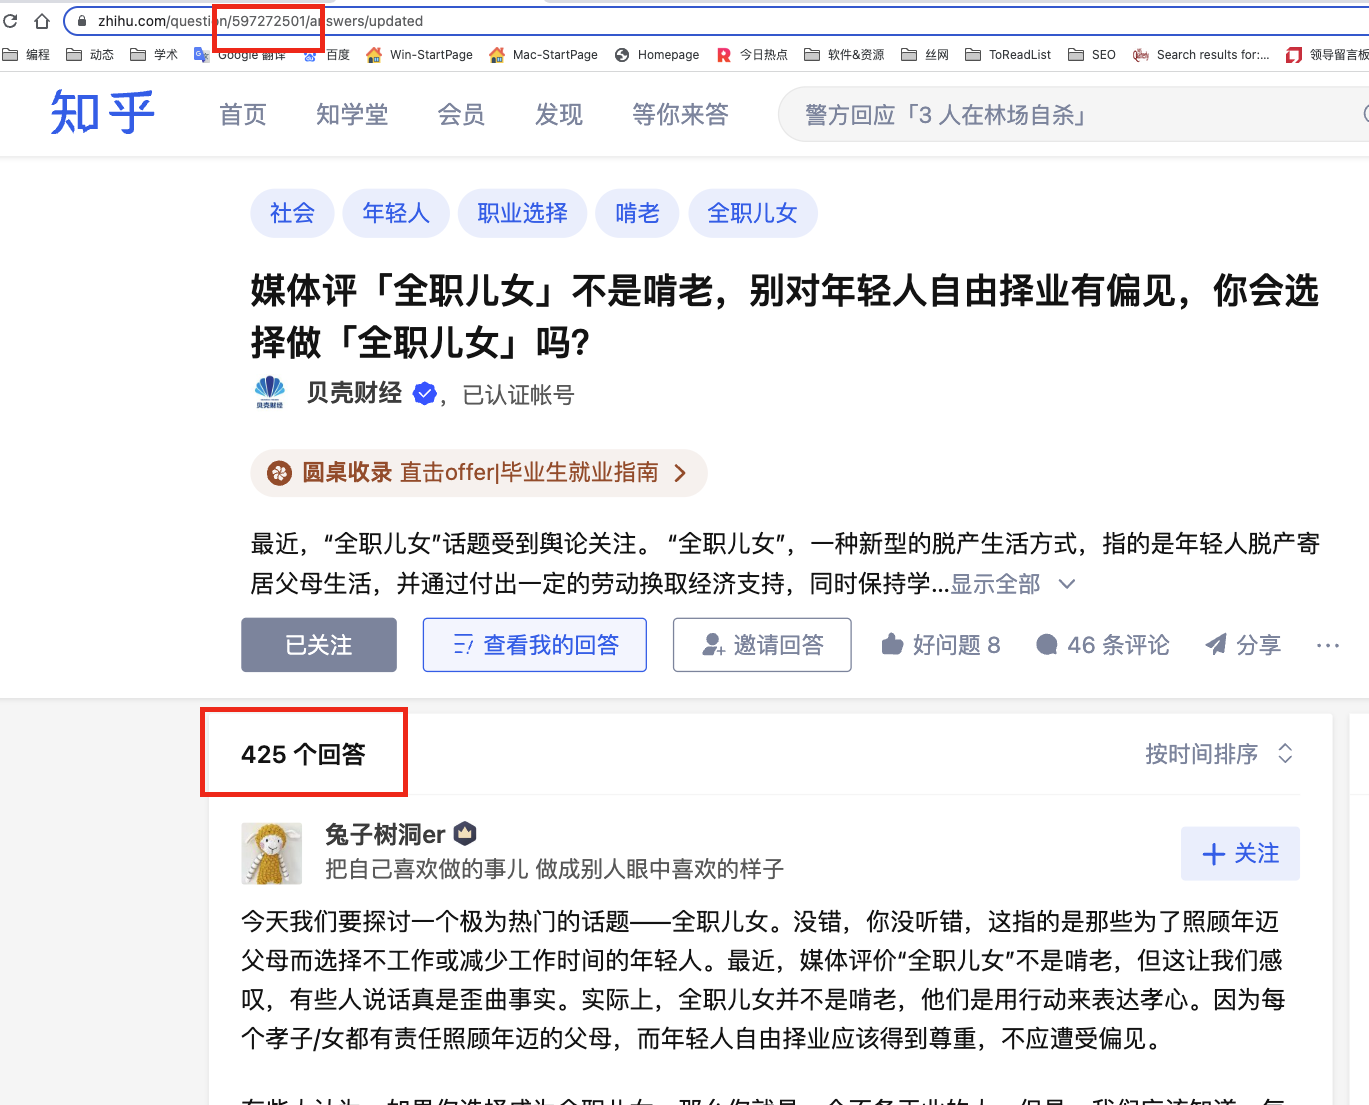 zhihu.com/question/597272501/answers/updated
编程 动态 学术 Google 翻译 百度 Win-StartPage Mac-StartPage Homepage 今日热点 软件&资源 丝网 ToReadList SEO Search results for:... 领导留言板
知乎 首页 知学堂 会员 发现 等你来答 警方回应「3 人在林场自杀」
社会 年轻人 职业选择 啃老 全职儿女
媒体评「全职儿女」不是啃老，别对年轻人自由择业有偏见，你会选
择做「全职儿女」吗？
贝壳财经 ，已认证帐号
圆桌收录 直击offer|毕业生就业指南
最近，“全职儿女”话题受到舆论关注。 “全职儿女”，一种新型的脱产生活方式，指的是年轻人脱产寄
居父母生活，并通过付出一定的劳动换取经济支持，同时保持学...显示全部
已关注 查看我的回答 邀请回答 好问题 8 46 条评论 分享 ...
425 个回答 按时间排序
兔子树洞er
把自己喜欢做的事儿 做成别人眼中喜欢的样子
+ 关注
今天我们要探讨一个极为热门的话题——全职儿女。没错，你没听错，这指的是那些为了照顾年迈
父母而选择不工作或减少工作时间的年轻人。最近，媒体评价“全职儿女”不是啃老，但这让我们感
叹，有些人说话真是歪曲事实。实际上，全职儿女并不是啃老，他们是用行动来表达孝心。因为每
个孝子/女都有责任照顾年迈的父母，而年轻人自由择业应该得到尊重，不应遭受偏见。